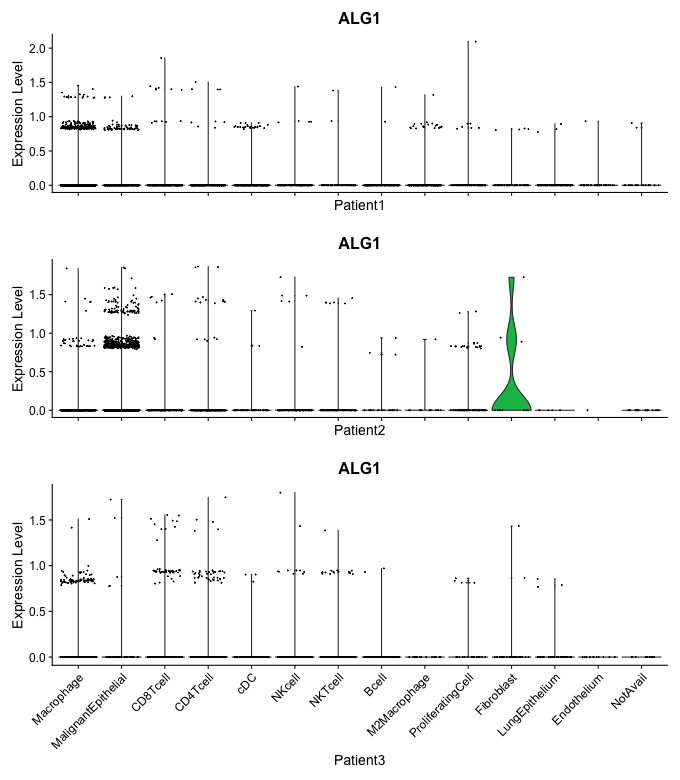 ALG1
Expression Level
2.0
1.5
1.0
0.5
0.0
Patient1
ALG1
Expression Level
1.5
1.0
0.5
0.0
Patient2
ALG1
Expression Level
1.5
1.0
0.5
0.0
Macrophage
MalignantEpithelial
CD8Tcell
CD4Tcell
cDC
NKcell
NKTcell
Bcell
M2Macrophage
ProliferatingCell
Fibroblast
LungEpithelium
Endothelium
NotAvail
Patient3